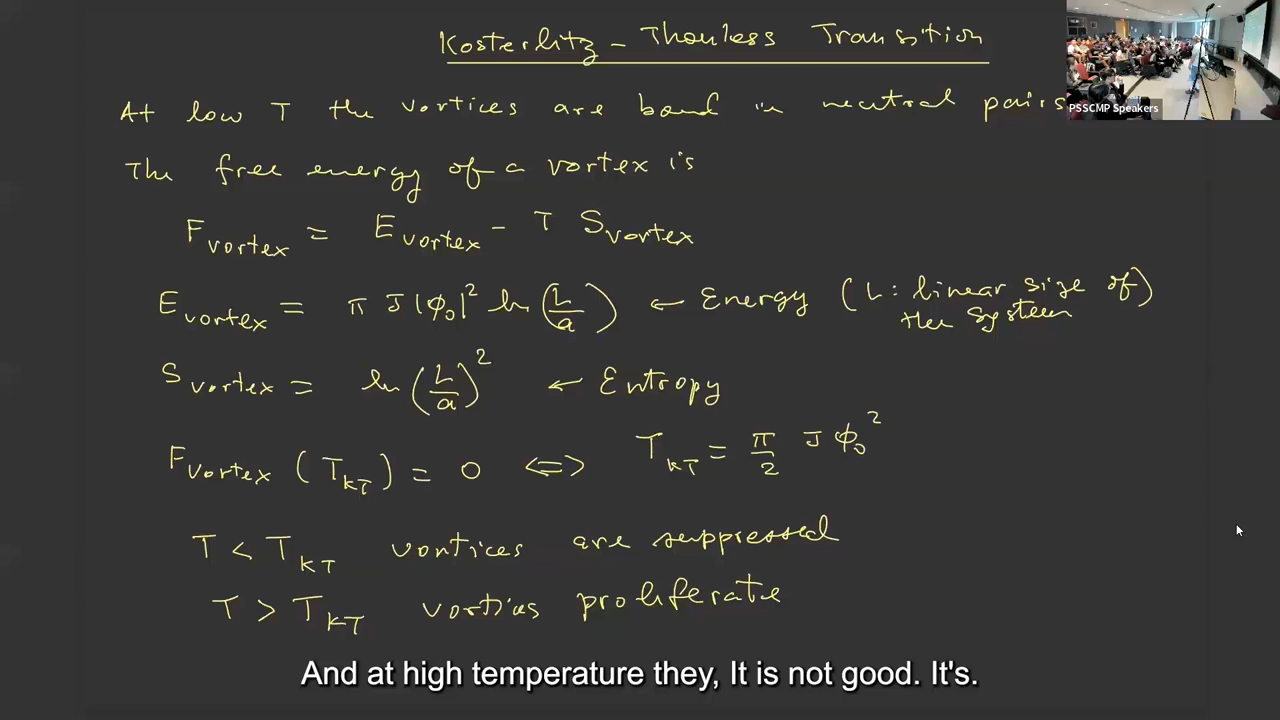 Kosterlitz - Thouless Transition
PSSCMP Speakers
At low T the vortices are bound in neutral pairs
The free energy of a vortex is
F_vortex = E_vortex - T S_vortex
E_vortex = π J |ϕ₀|² ln (L/a) ← Energy (L: linear size of the system)
S_vortex = ln (L/a)² ← Entropy
F_vortex (T_KT) = 0 ⇔ T_KT = π/2 J ϕ₀²
T < T_KT vortices are suppressed
T > T_KT vortices proliferate
And at high temperature they, It is not good. It's.